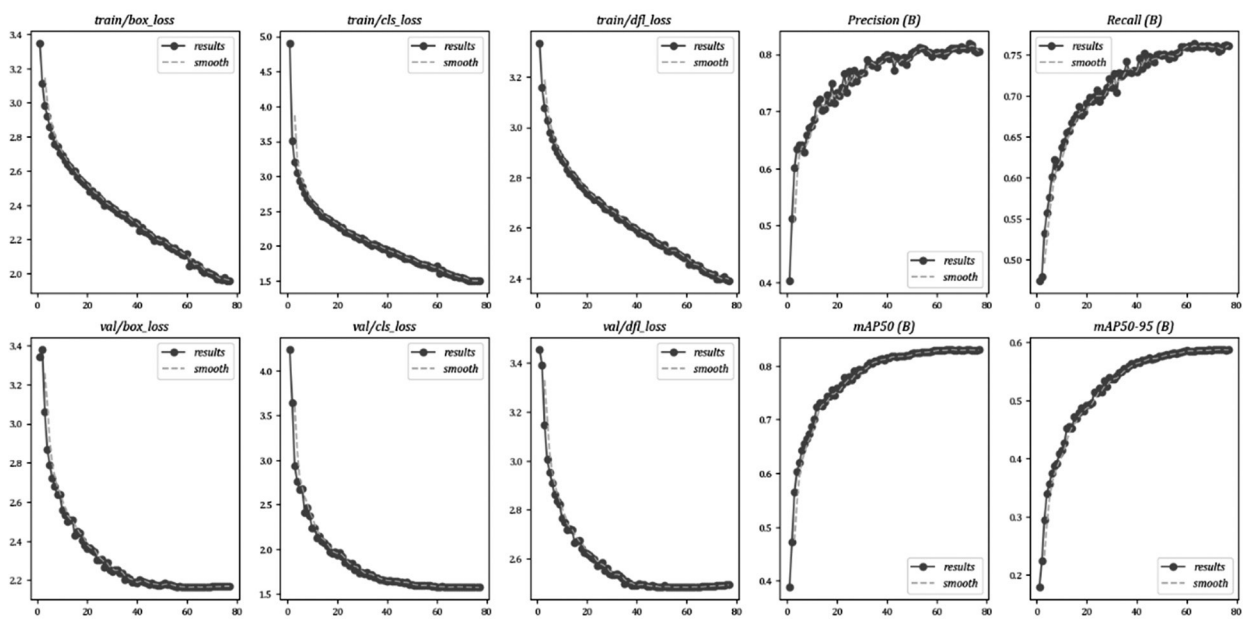 train/box_loss
train/cls_loss
train/dfl_loss
Precision (B)
Recall (B)
3.4
3.2
3.0
2.8
2.6
2.4
2.2
2.0
0 20 40 60 80
results
smooth
5.0
4.5
4.0
3.5
3.0
2.5
2.0
1.5
0 20 40 60 80
results
smooth
3.2
3.0
2.8
2.6
2.4
0 20 40 60 80
results
smooth
0.8
0.7
0.6
0.5
0.4
0 20 40 60 80
results
smooth
0.75
0.70
0.65
0.60
0.55
0.50
0 20 40 60 80
results
smooth
val/box_loss
val/cls_loss
val/dfl_loss
mAP50 (B)
mAP50-95 (B)
3.4
3.2
3.0
2.8
2.6
2.4
2.2
0 20 40 60 80
results
smooth
4.0
3.5
3.0
2.5
2.0
1.5
0 20 40 60 80
results
smooth
3.4
3.2
3.0
2.8
2.6
0 20 40 60 80
results
smooth
0.8
0.7
0.6
0.5
0.4
0 20 40 60 80
results
smooth
0.6
0.5
0.4
0.3
0.2
0 20 40 60 80
results
smooth